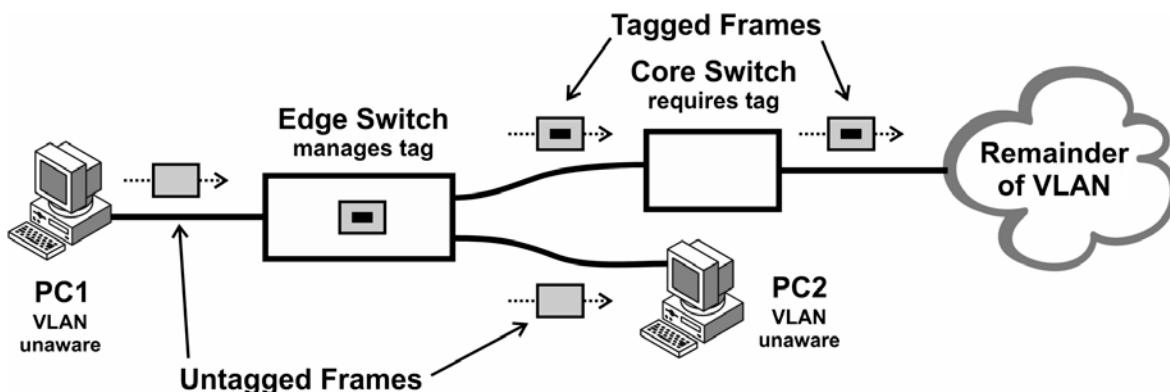 Tagged Frames
Core Switch
requires tag
Edge Switch
manages tag
Remainder
of VLAN
PC1
VLAN
unaware
PC2
VLAN
unaware
Untagged Frames